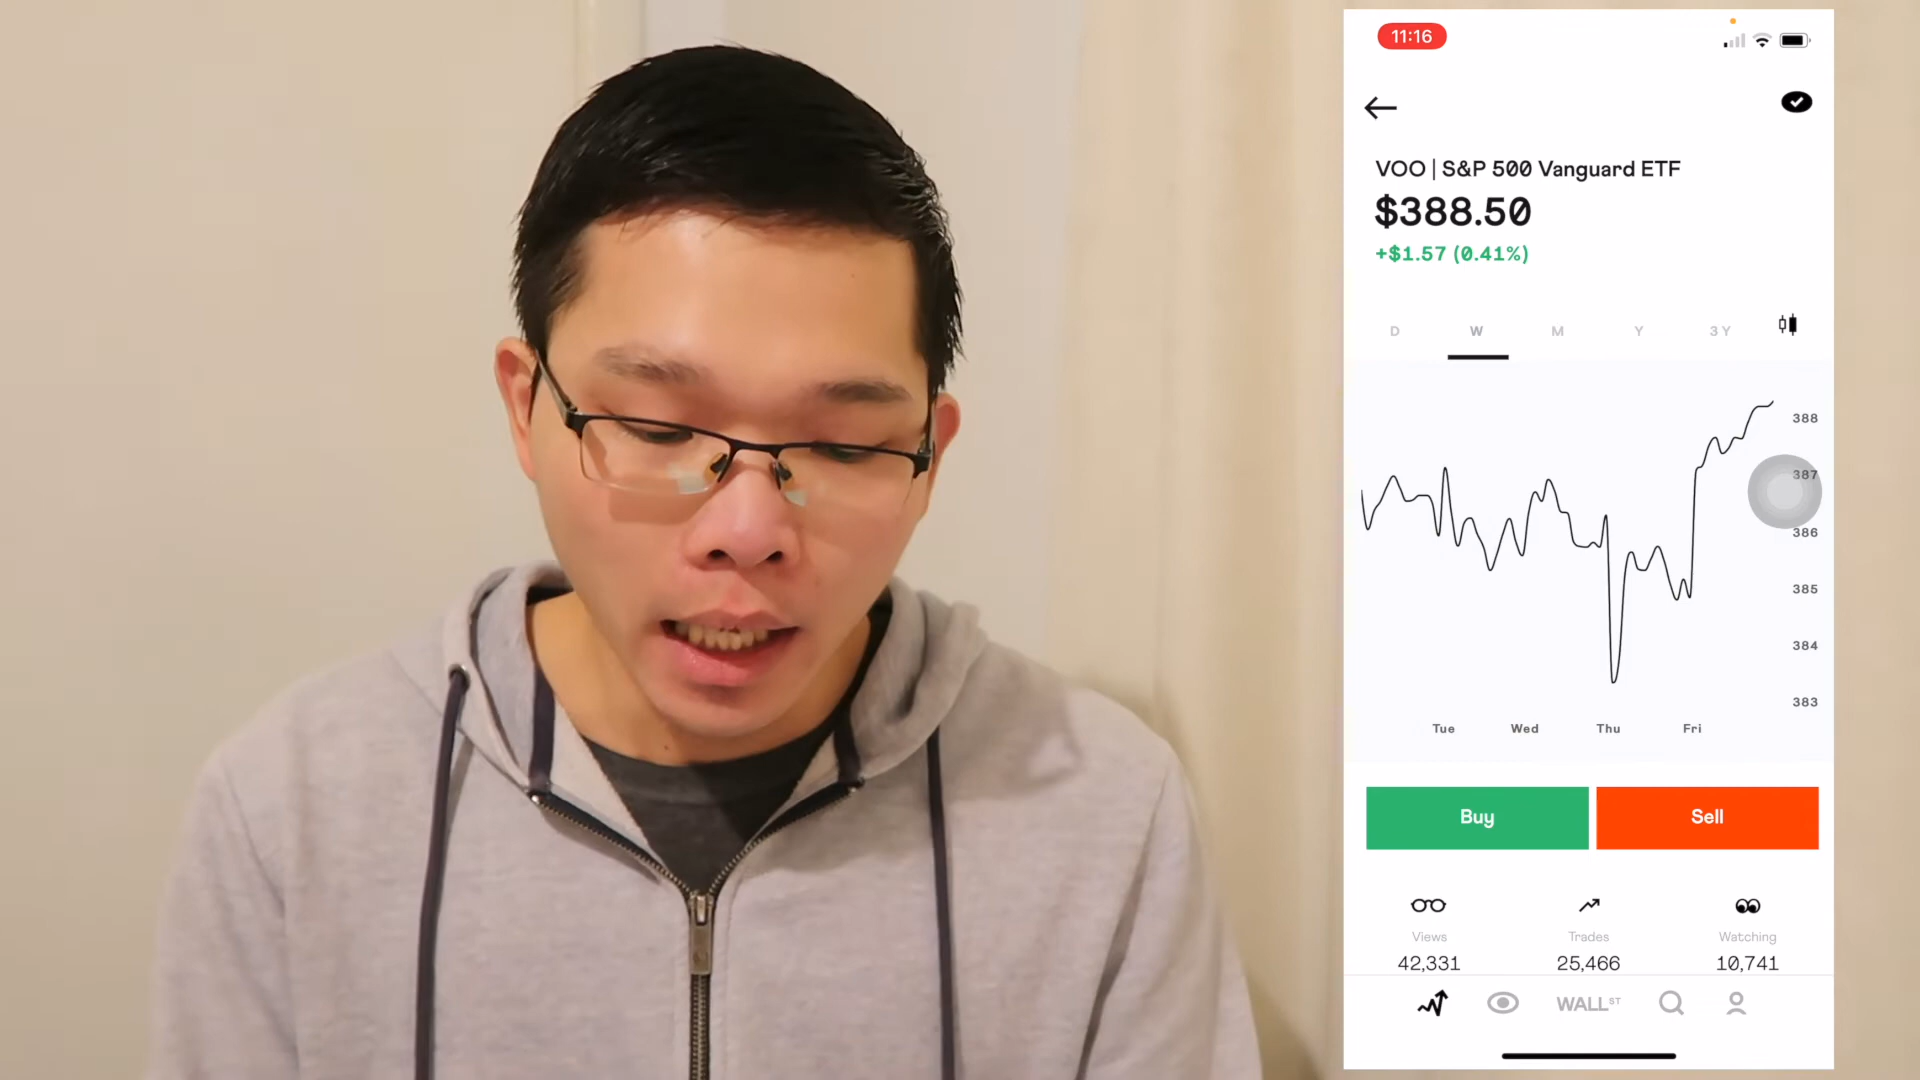 11:16
VOO | S&P 500 Vanguard ETF
$388.50
+$1.57 (0.41%)
D W M Y 3 Y
388
387
386
385
384
383
Tue Wed Thu Fri
Buy Sell
Views Trades Watching
42,331 25,466 10,741
WALL ST